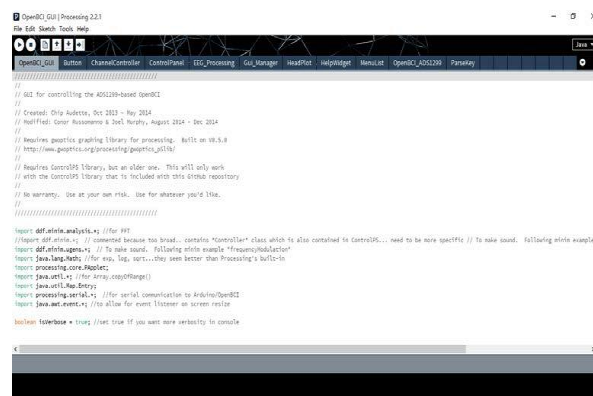 OpenBCI_GUI | Processing 2.2.1
File Edit Sketch Tools Help
Java
OpenBCI_GUI Button ChannelController ControlPanel EEG_Processing Gui_Manager HeadPlot HelpWidget MenuList OpenBCI_ADS1299 ParseKey
///////////////////////////////////////////////
//
// GUI for controlling the ADS1299-based OpenBCI
//
// Created: Chip Audette, Oct 2013 - May 2014
// Modified: Conor Russomanno & Joel Murphy, August 2014 - Dec 2014
//
// Requires gwoptics graphing library for processing. Built on V0.5.0
// http://www.gwoptics.org/processing/gwoptics_p5lib/
//
// Requires ControlP5 library, but an older one. This will only work
// with the ControlP5 library that is included with this GitHub repository
//
// No warranty. Use at your own risk. Use for whatever you'd like.
//
///////////////////////////////////////////////
import ddf.minim.analysis.*; //for FFT
//import ddf.minim.*; // commented because too broad.. contains "Controller" class which is also contained in ControlP5... need to be more specific // To make sound. Following minim example
import ddf.minim.ugens.*; // To make sound. Following minim example "frequencyModulation"
import java.lang.Math; //for exp, log, sqrt...they seem better than Processing's built-in
import processing.core.PApplet;
import java.util.*; //for Array.copyOfRange()
import java.util.Map.Entry;
import processing.serial.*; //for serial communication to Arduino/OpenBCI
import java.awt.event.*; //to allow for event listener on screen resize
boolean isVerbose = true; //set true if you want more verbosity in console